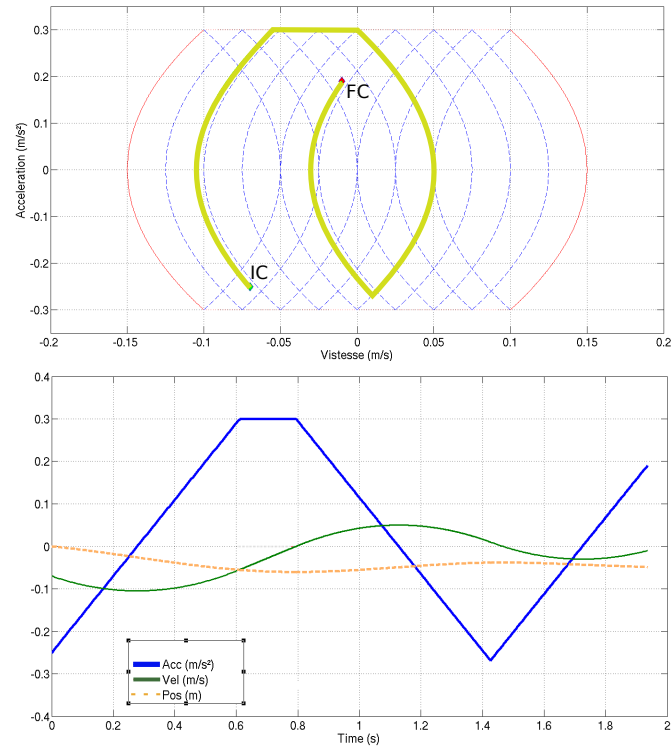 0.3
0.2
FC
0.1
Acceleration (m/s²)
0
-0.1
IC
-0.2
-0.3
-0.2 -0.15 -0.1 -0.05 0 0.05 0.1 0.15 0.2
Vistesse (m/s)
0.4
0.3
0.2
0.1
0
-0.1
-0.2
Acc (m/s²)
-0.3
Vel (m/s)
Pos (m)
-0.4
0 0.2 0.4 0.6 0.8 1 1.2 1.4 1.6 1.8 2
Time (s)